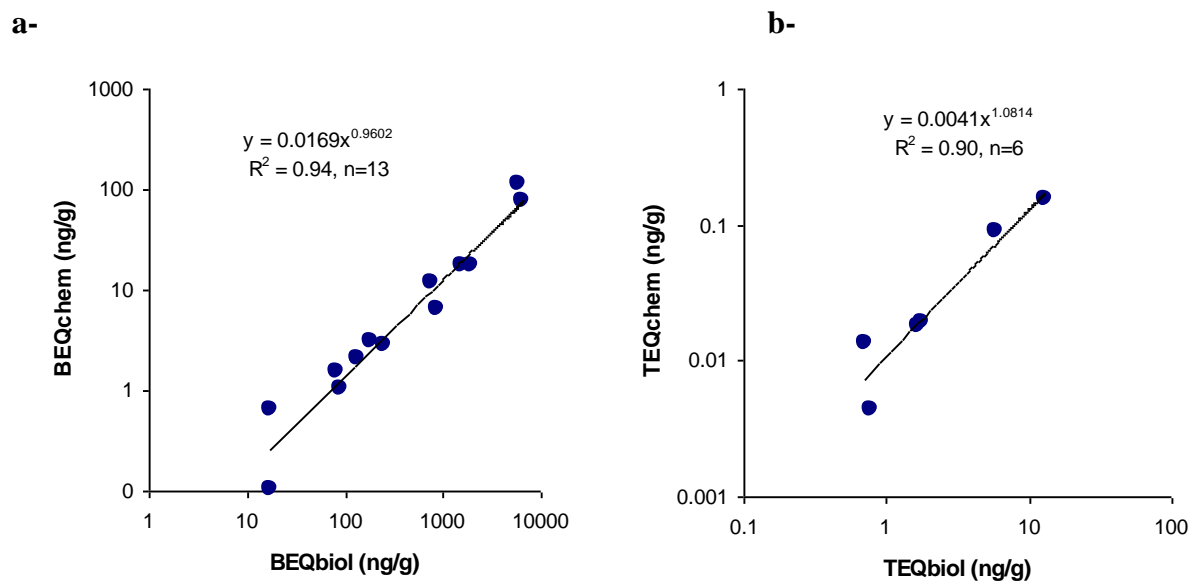 a-
b-
1000
100
10
1
0
1
10
100
1000
10000
BEQchem (ng/g)
BEQbiol (ng/g)
y = 0.0169x^0.9602
R² = 0.94, n=13
1
0.1
0.01
0.001
0.1
1
10
100
TEQchem (ng/g)
TEQbiol (ng/g)
y = 0.0041x^1.0814
R² = 0.90, n=6